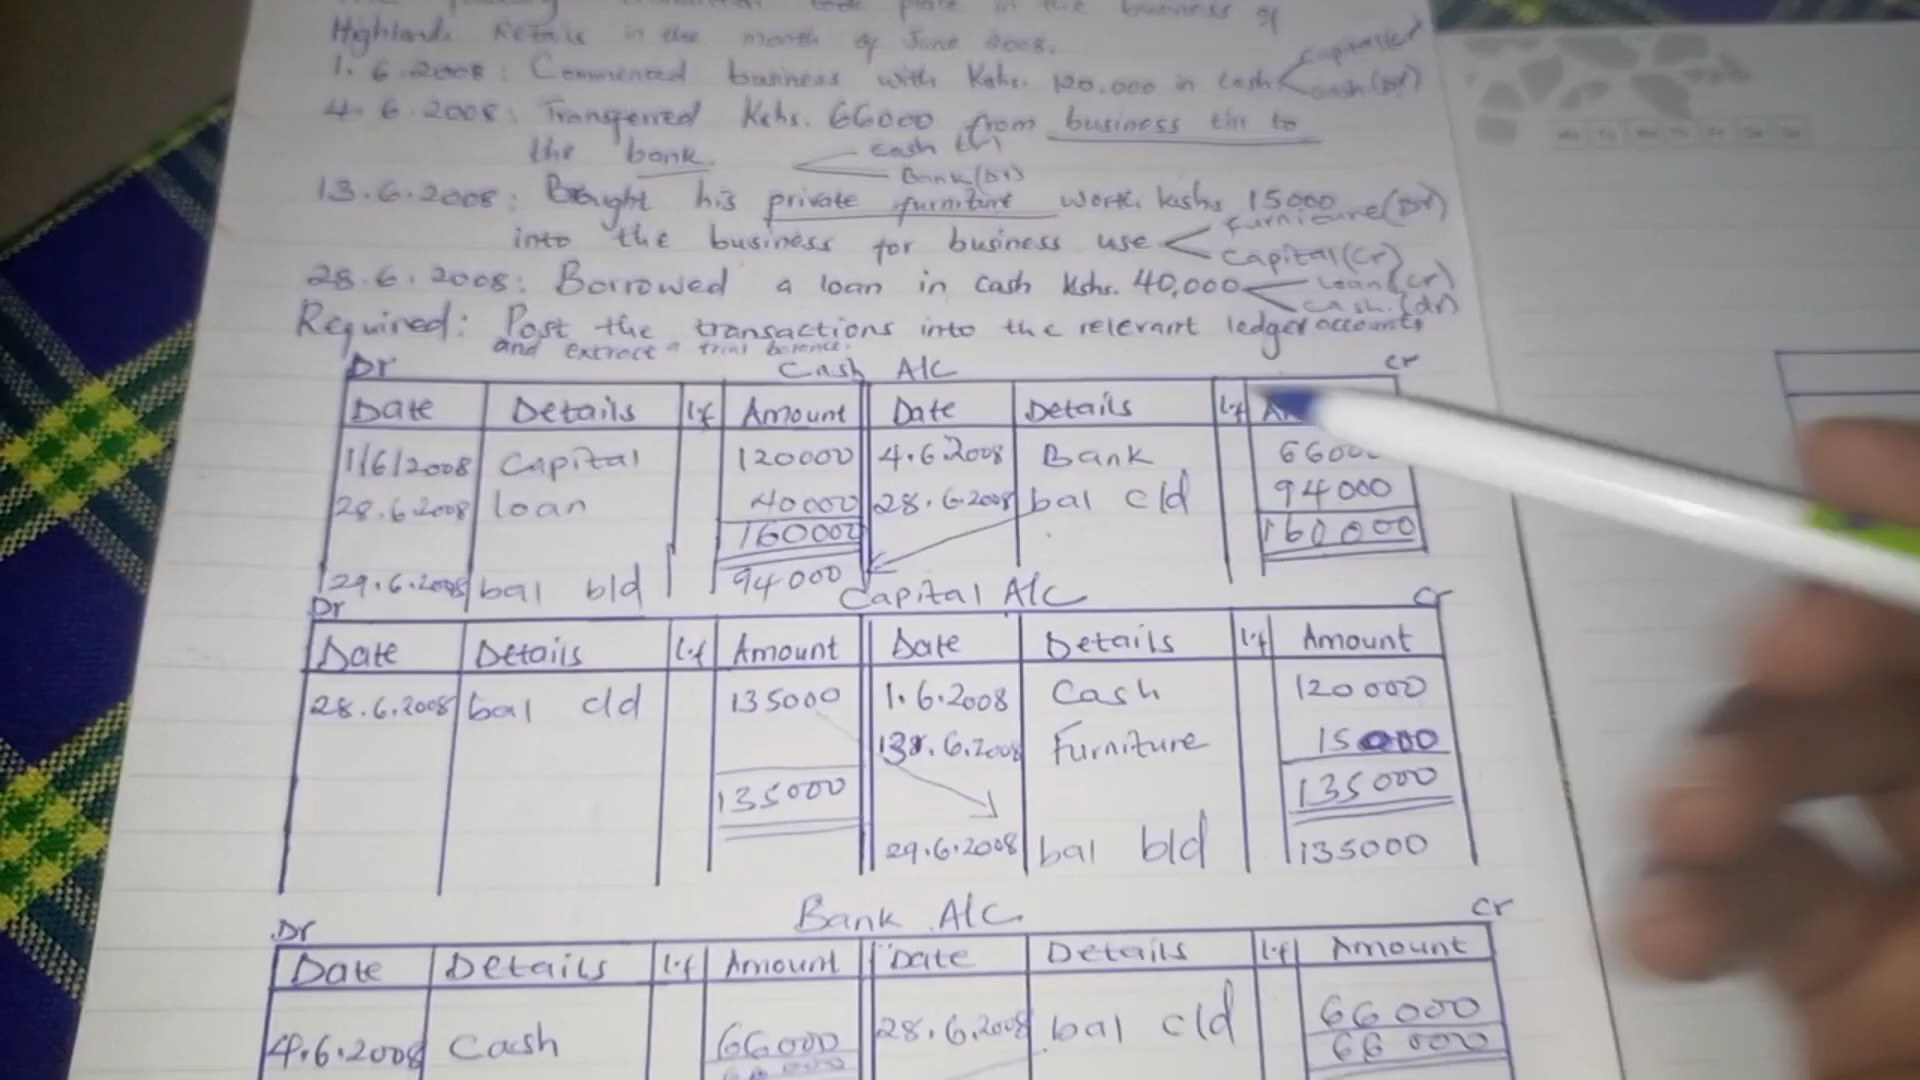 place in the business of
Highlands Retails in the month of June 2008.
1. 6.2008: Commenced business with Kshs. 120,000 in cash Capital(cr)
cash(Dr)
4. 6.2008: Transferred Kshs. 66000 from business till to
the bank. cash (cr)
Bank(Dr)
13.6.2008: Bought his private furniture worth kshs 15000
furniture(Dr)
into the business for business use
Capital(Cr)
28.6.2008: Borrowed a loan in cash Kshs. 40,000 Loan(cr)
cash.(dr)
Required: Post the transactions into the relevant ledger accounts
and extract a trial balance.
Dr Cash A/C Cr
Date Details l.f Amount Date Details l.f
1/6/2008 Capital 120000 4.6.2008 Bank
28.6.2008 loan 40000 28.6.2008 bal c/d 94000
160000 160000
29.6.2008 bal b/d 94000
Dr Capital A/C Cr
Date Details l.f Amount Date Details l.f Amount
28.6.2008 bal c/d 135000 1.6.2008 Cash 120000
13.6.2008 Furniture 15000
135000 135000
29.6.2008 bal b/d 135000
Dr Bank A/C. Cr
Date Details l.f Amount Date Details l.f Amount
4.6.2008 Cash 66000 28.6.2008 bal c/d 66000
66000